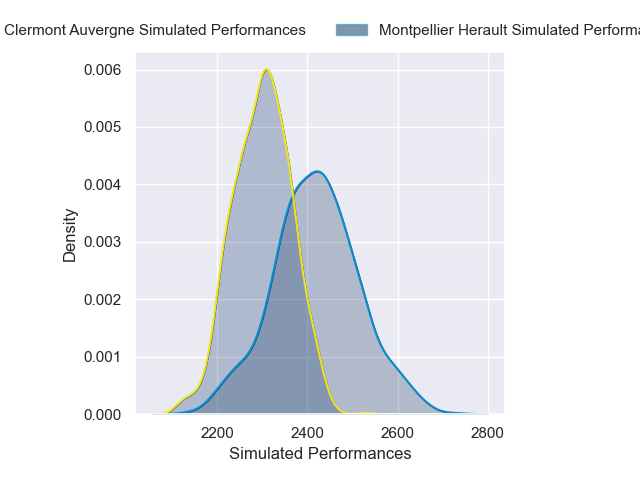 Clermont Auvergne Simulated Performances
Montpellier Herault Simulated
0.006
0.005
0.004
0.003
0.002
0.001
0.000
Density
2200 2400 2600 2800
Simulated Performances